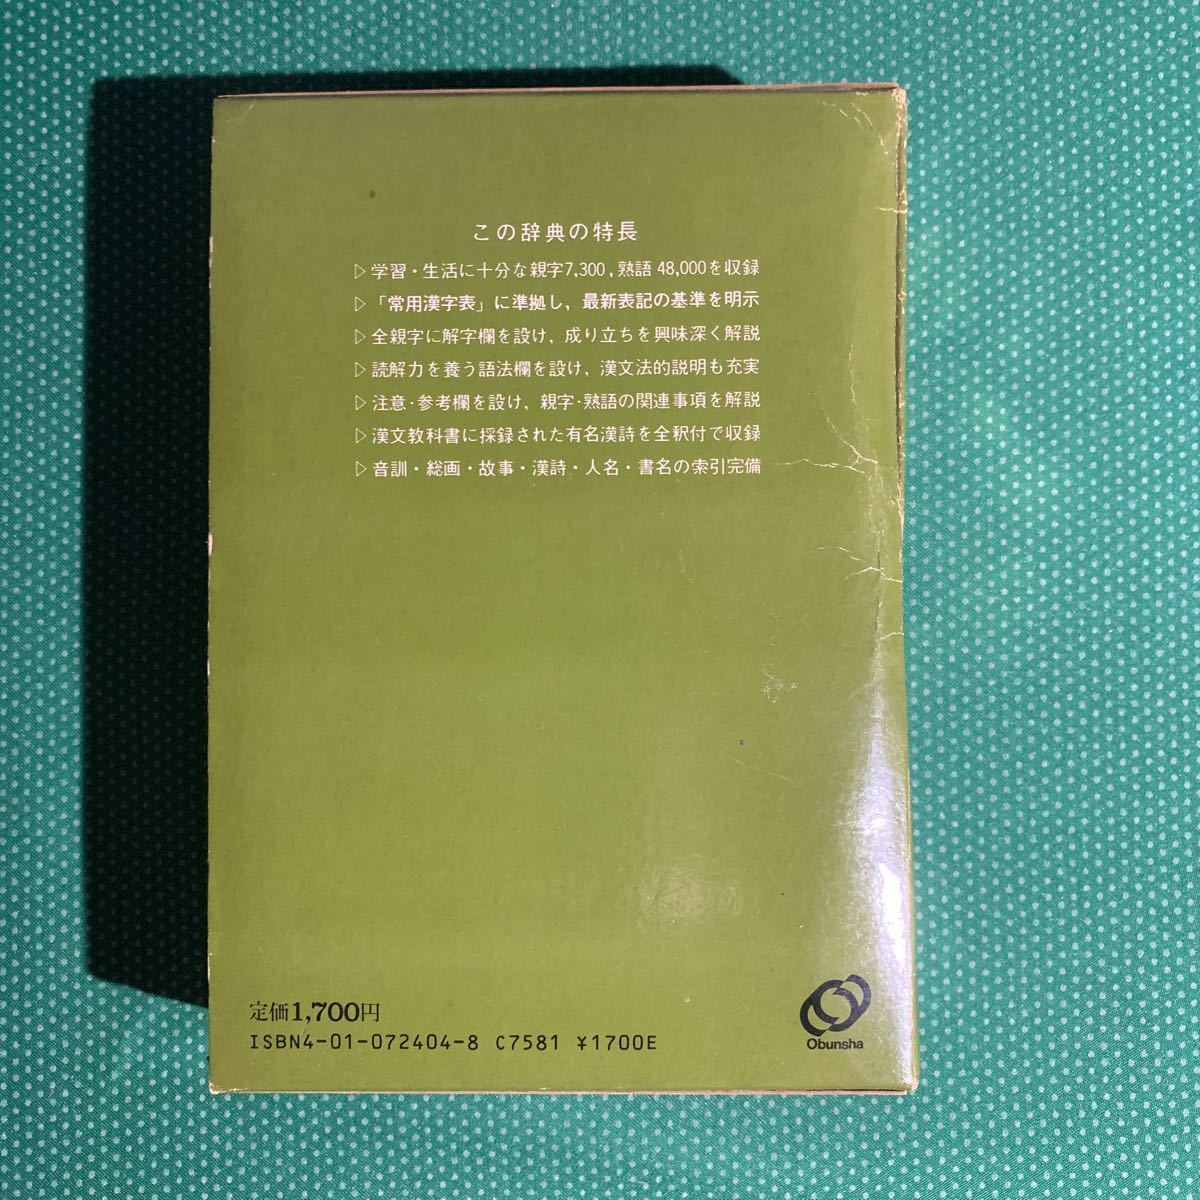 この辞典の特長
▷学習・生活に十分な親字7,300,熟語48,000を収録
▷「常用漢字表」に準拠し,最新表記の基準を明示
▷全親字に解字欄を設け,成り立ちを興味深く解説
▷読解力を養う語法欄を設け,漢文法的説明も充実
▷注意・参考欄を設け,親字・熟語の関連事項を解説
▷漢文教科書に採録された有名漢詩を全釈付で収録
▷音訓・総画・故事・漢詩・人名・書名の索引完備
定価1,700円
ISBN4-01-072404-8 C7581 ¥1700E
Obunsha